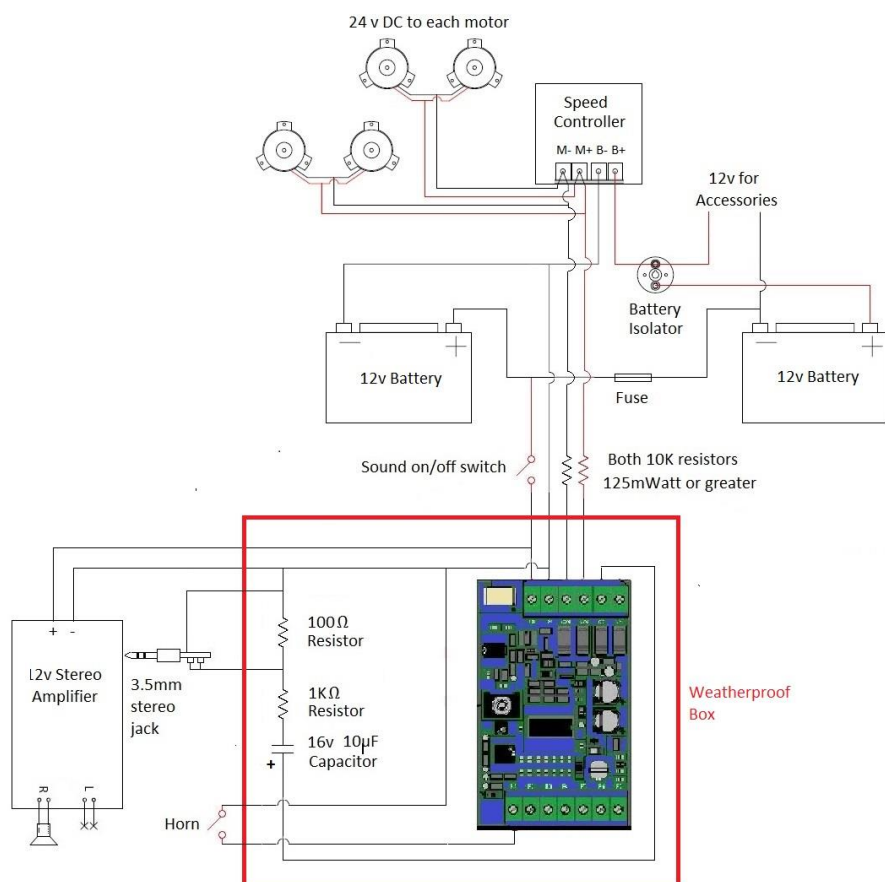 24 v DC to each motor
Speed
Controller
M- M+ B- B+
12v for
Accessories
Battery
Isolator
12v Battery
12v Battery
Fuse
Sound on/off switch
Both 10K resistors
125mWatt or greater
+ -
12v Stereo
Amplifier
3.5mm
stereo
jack
100Ω
Resistor
1KΩ
Resistor
16v 10µF
Capacitor
+
Weatherproof
Box
R L
Horn